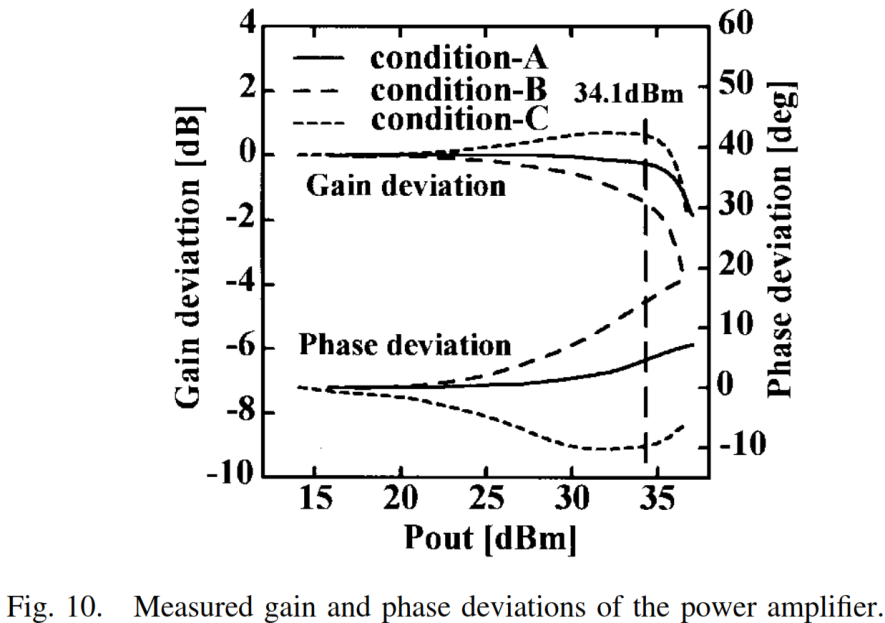 4
2
0
-2
-4
-6
-8
-10
Gain deviattion [dB]
60
50
40
30
20
10
0
-10
Phase deviation [deg]
condition-A
condition-B
condition-C
34.1dBm
Gain deviation
Phase deviation
15 20 25 30 35
Pout [dBm]
Fig. 10. Measured gain and phase deviations of the power amplifier.